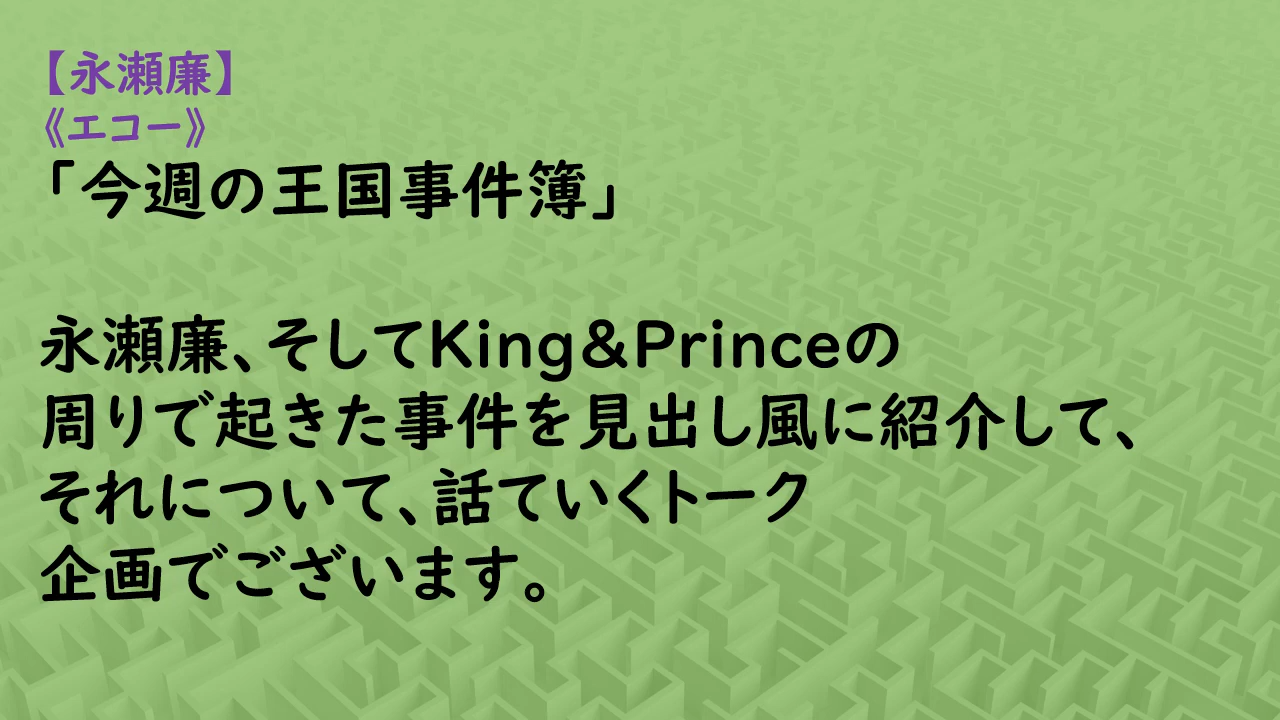 【永瀬廉】
《エコー》
「今週の王国事件簿」
永瀬廉、そしてKing&Princeの
周りで起きた事件を見出し風に紹介して、
それについて、話ていくトーク
企画でございます。